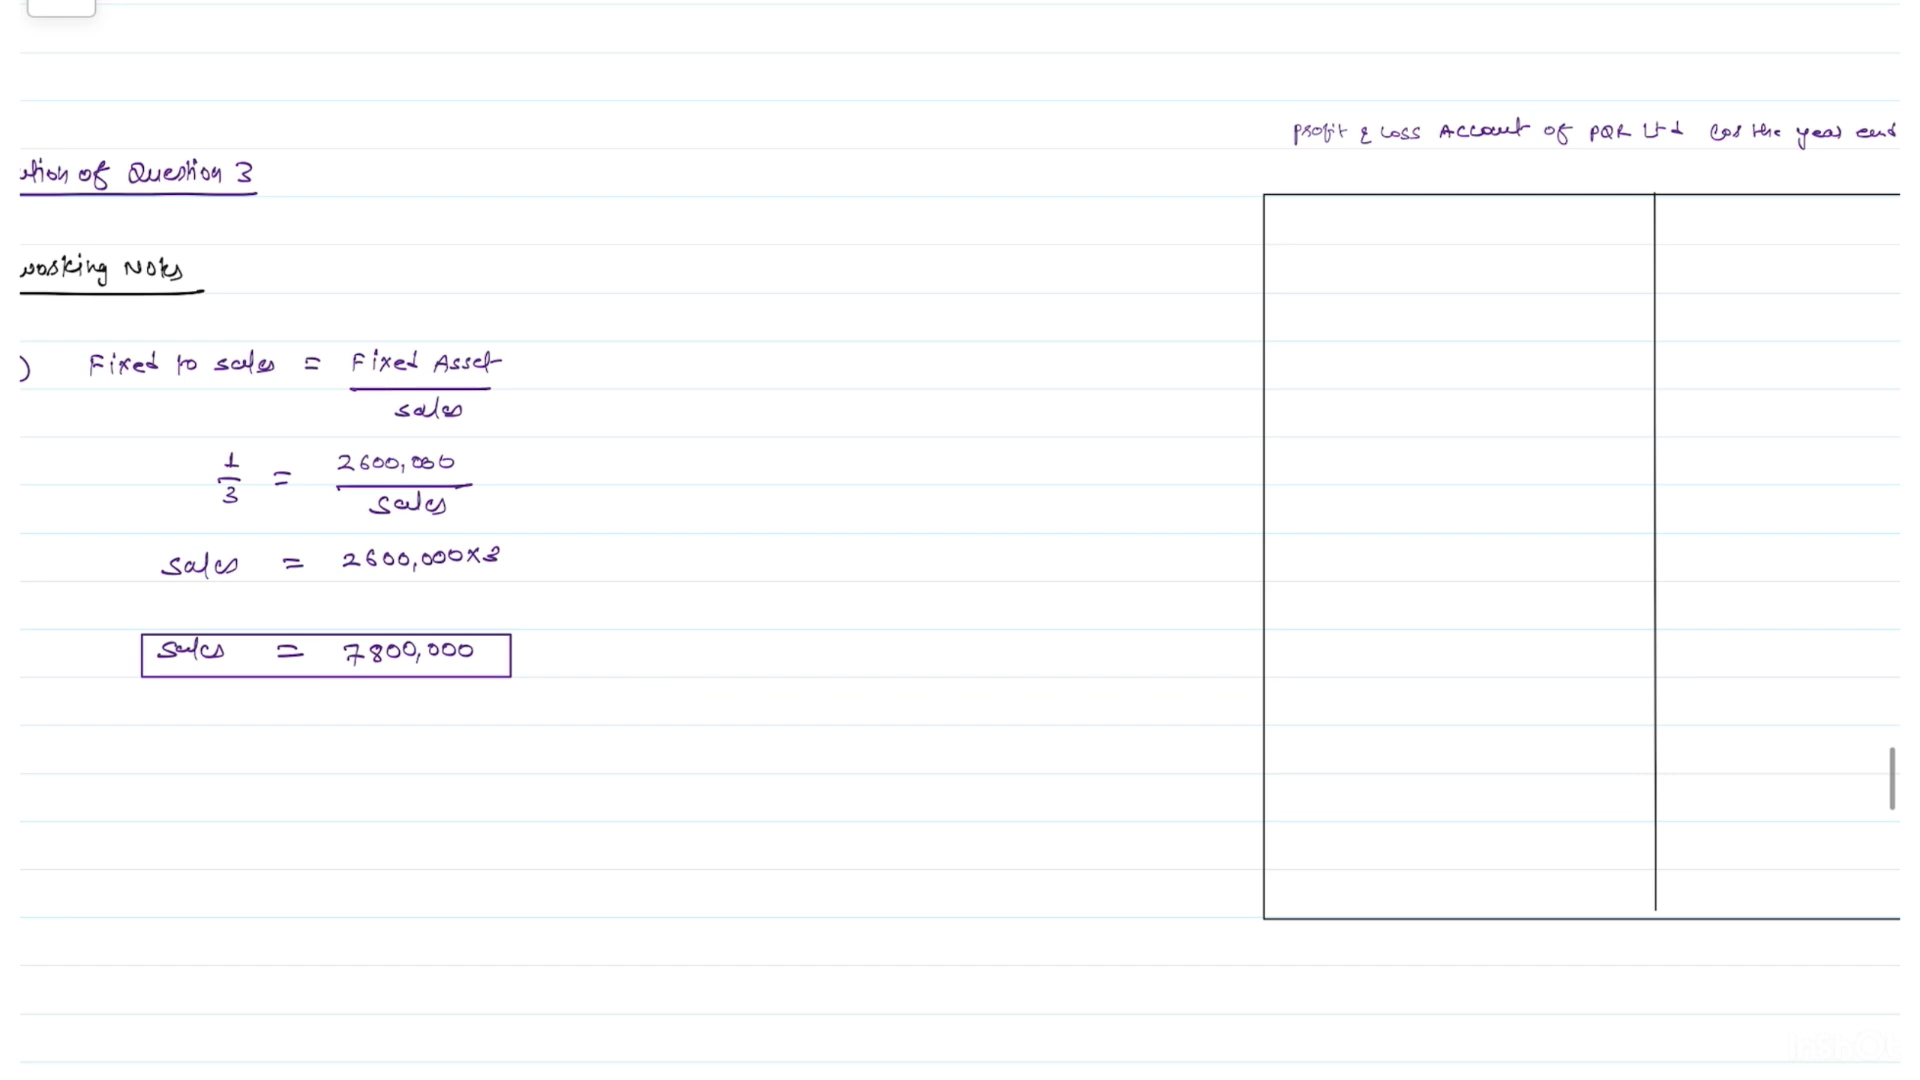 Profit & Loss Account of PQR Ltd for the year end
ution of Question 3
working Notes
) Fixed to sales = Fixed Asset
sales
1
3
= 2600,000
sales
sales = 2600,000×3
Sales = 7800,000